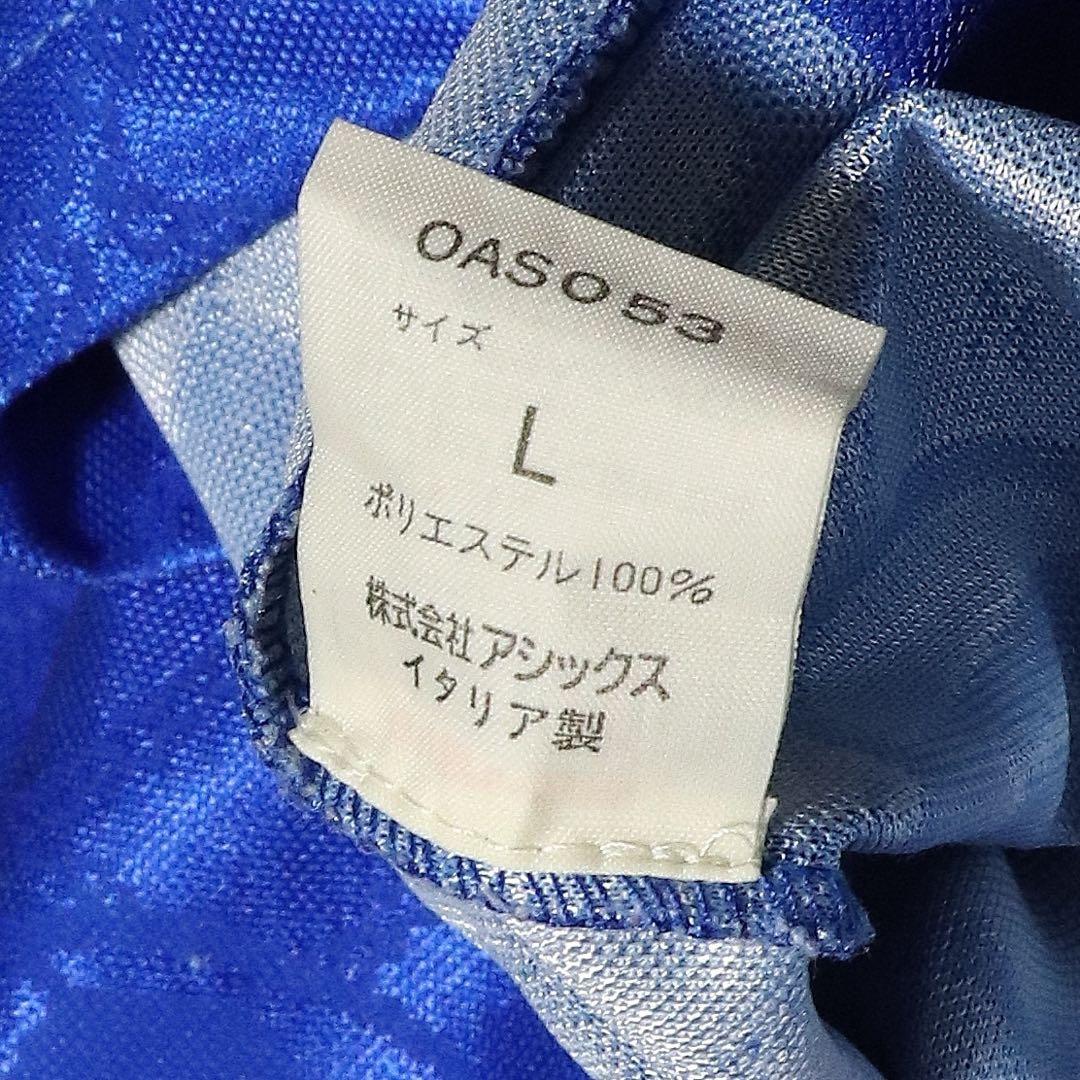 OAS053
サイズ
L
ポリエステル100%
株式会社アシックス
イタリア製